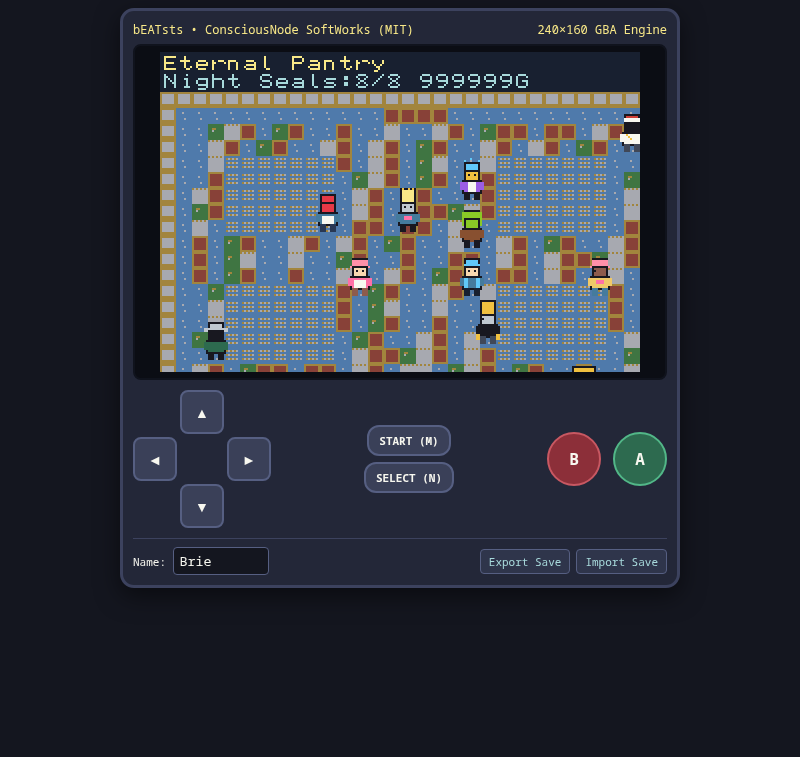 bEATsts • ConsciousNode SoftWorks (MIT) 240×160 GBA Engine
Eternal Pantry
Night Seals:8/8 999999G
▲
◄ ►
▼
START (M)
SELECT (N)
B A
Name: Brie Export Save Import Save